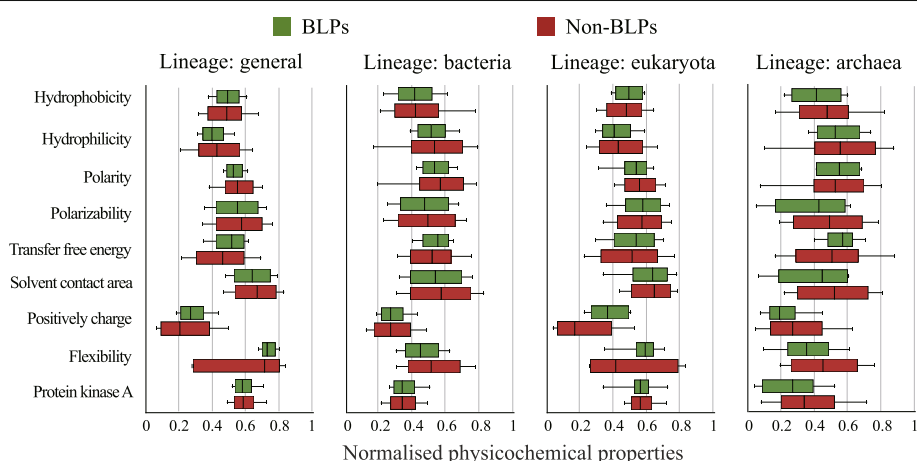 BLPs Non-BLPs
Lineage: general Lineage: bacteria Lineage: eukaryota Lineage: archaea
Hydrophobicity
Hydrophilicity
Polarity
Polarizability
Transfer free energy
Solvent contact area
Positively charge
Flexibility
Protein kinase A
0 0.2 0.4 0.6 0.8 1 0 0.2 0.4 0.6 0.8 1 0 0.2 0.4 0.6 0.8 1 0 0.2 0.4 0.6 0.8 1
Normalised physicochemical properties